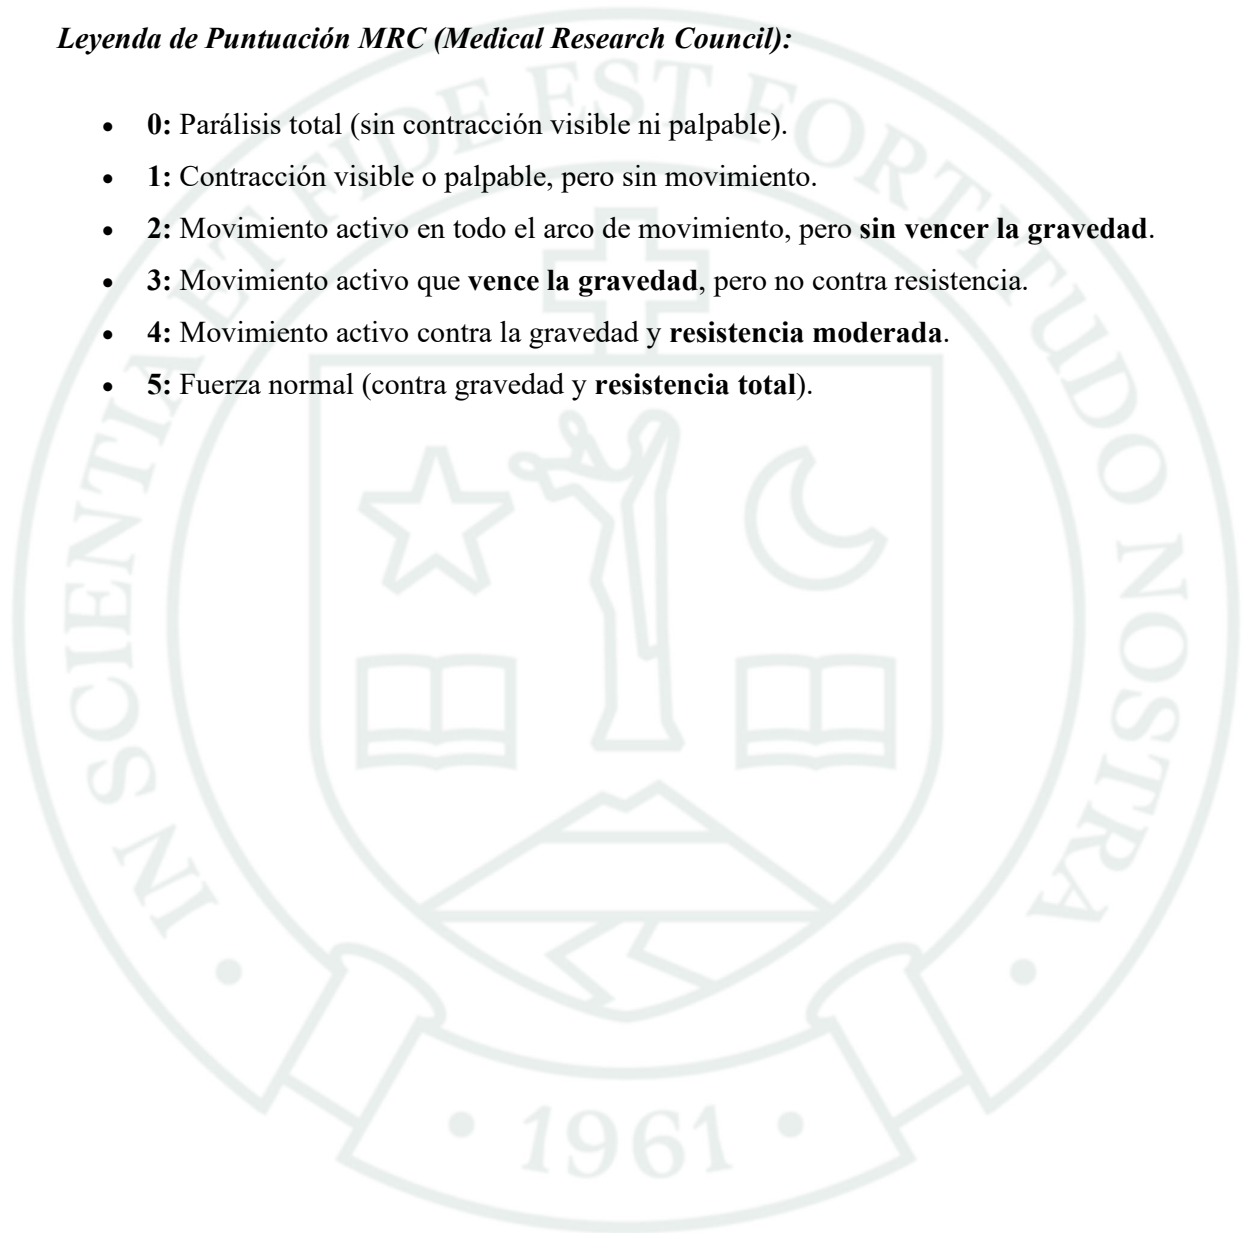 Leyenda de Puntuación MRC (Medical Research Council):
• 0: Parálisis total (sin contracción visible ni palpable).
• 1: Contracción visible o palpable, pero sin movimiento.
• 2: Movimiento activo en todo el arco de movimiento, pero sin vencer la gravedad.
• 3: Movimiento activo que vence la gravedad, pero no contra resistencia.
• 4: Movimiento activo contra la gravedad y resistencia moderada.
• 5: Fuerza normal (contra gravedad y resistencia total).
IN SCIENTIA ET FIDE EST FORTITUDO NOSTRA
• 1961 •